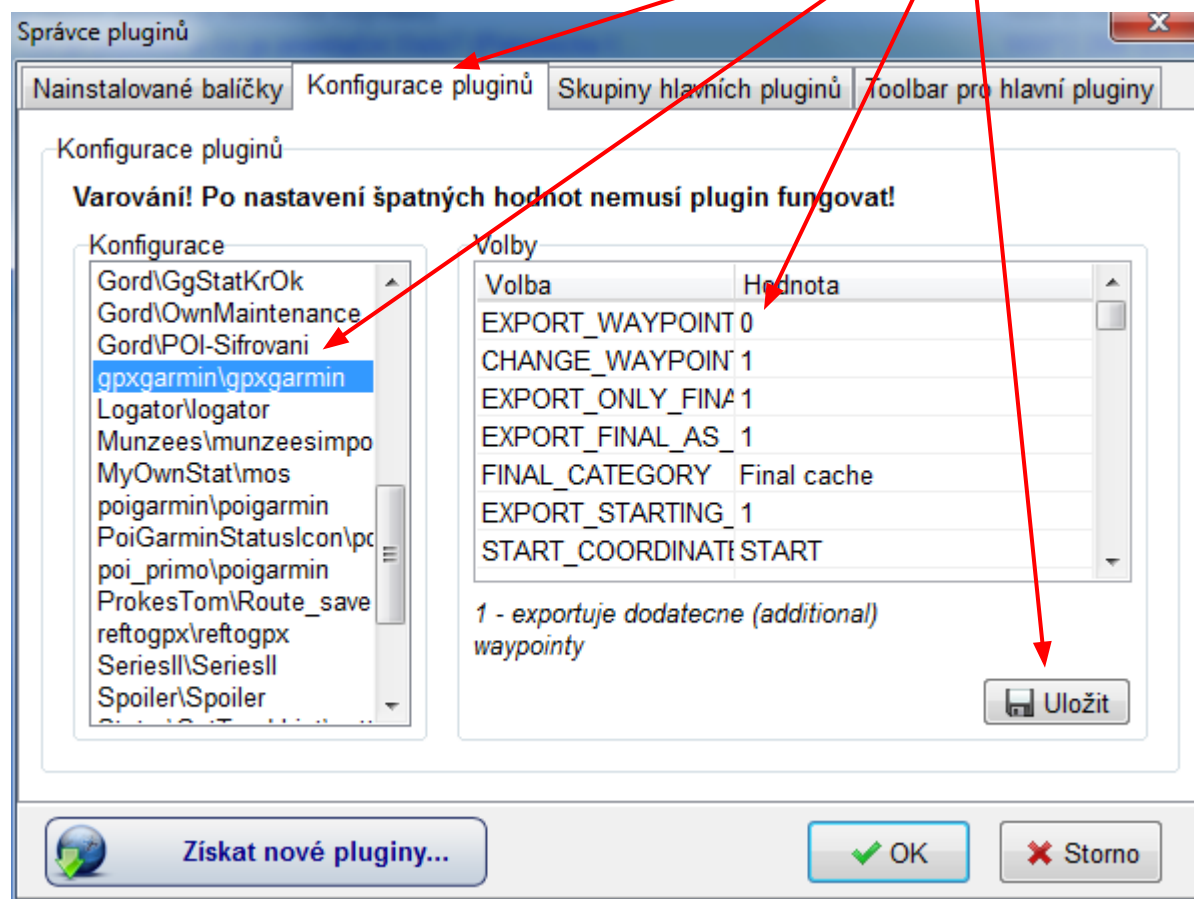 Správce pluginů
Nainstalované balíčky
Konfigurace pluginů
Skupiny hlavních pluginů
Toolbar pro hlavní pluginy
Konfigurace pluginů
Varování! Po nastavení špatných hodnot nemusí plugin fungovat!
Konfigurace
Gord\GgStatKrOk
Gord\OwnMaintenance
Gord\POI-Sifrovani
gpxgarmin\gpxgarmin
Logator\logator
Munzees\munzeesimpo
MyOwnStat\mos
poigarmin\poigarmin
PoiGarminStatusIcon\po
poi_primo\poigarmin
ProkesTom\Route_save
reftogpx\reftogpx
SeriesII\SeriesII
Spoiler\Spoiler
Volby
Volba Hodnota
EXPORT_WAYPOINT 0
CHANGE_WAYPOINT 1
EXPORT_ONLY_FINA 1
EXPORT_FINAL_AS_ 1
FINAL_CATEGORY Final cache
EXPORT_STARTING_ 1
START_COORDINATE START
1 - exportuje dodatecne (additional)
waypointy
Uložit
Získat nové pluginy...
OK
Storno